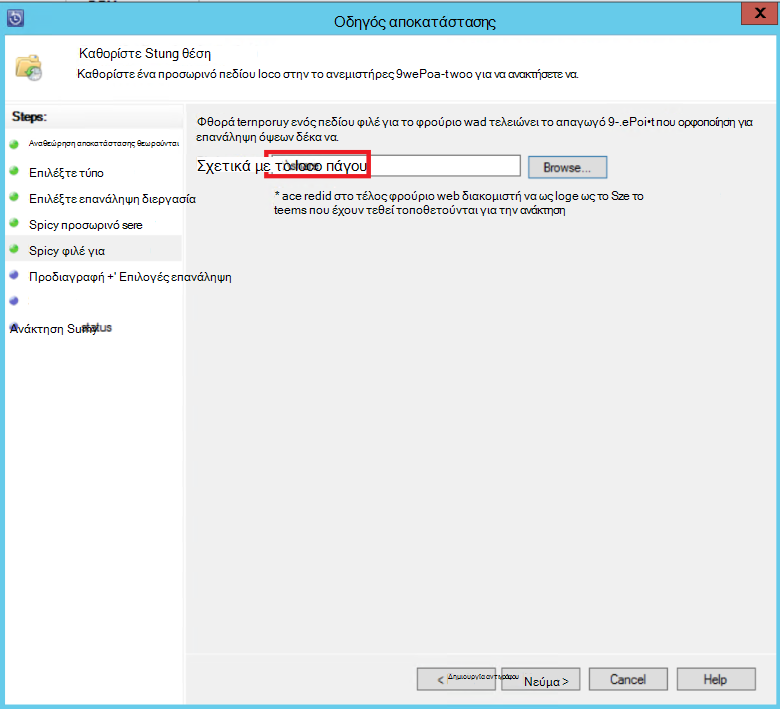 Οδηγός αποκατάστασης
X
Καθορίστε Stung θέση
Καθορίστε ένα προσωρινό πεδίου loco στην το ανεμιστήρες 9wePoa-t woo για να ανακτήσετε να.
Steps:
Αναθεώρηση αποκατάστασης θεωρούνται
Επιλέξτε τύπο
Επιλέξτε επανάληψη διεργασία
Spicy προσωρινό sere
Spicy φιλέ για
Προδιαγραφή +' Επιλογές επανάληψη
Ανάκτηση Sumy status
Φθορά ternporuy ενός πεδίου φιλέ για το φρούριο wad τελειώνει το απαγωγό 9-.ePoi•t που ορφοποίηση για
επανάληψη όψεων δέκα να.
Σχετικά με το loco πάγου
Browse...
* ace redid στο τέλος φρούριο web διακομιστή να ως loge ως το Sze το
teems που έχουν τεθεί τοποθετούνται για την ανάκτηση
< Δημιουργία αντιγράφου
Νεύμα >
Cancel
Help